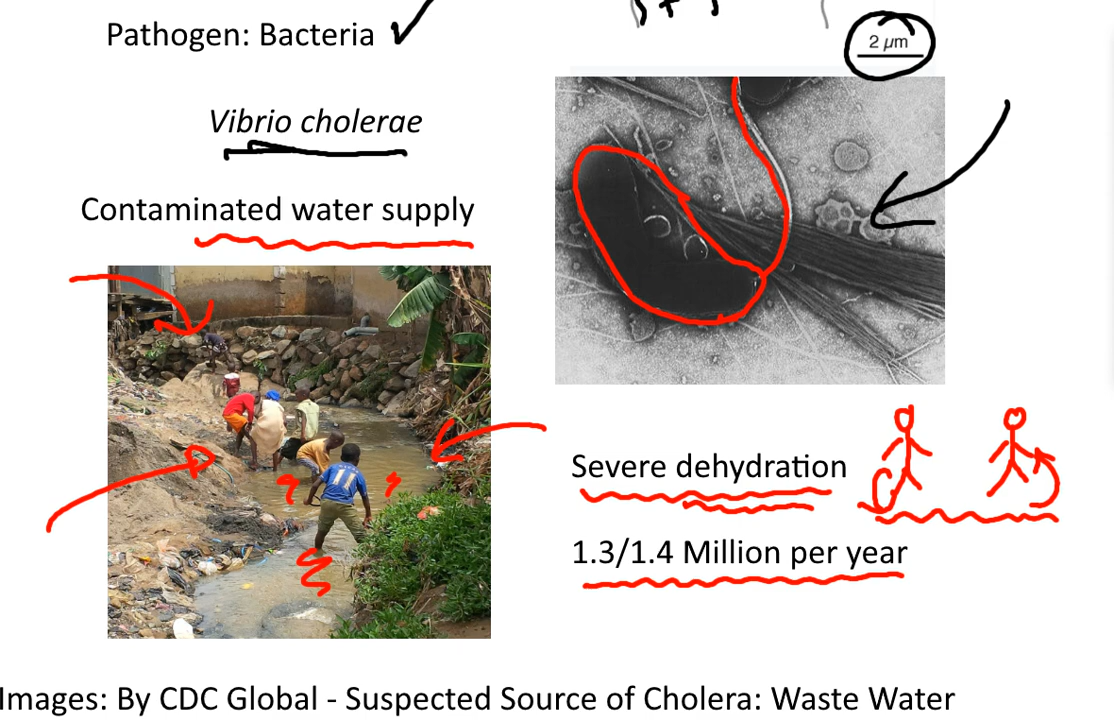 Pathogen: Bacteria
2 µm
Vibrio cholerae
Contaminated water supply
11
Severe dehydration
1.3/1.4 Million per year
Images: By CDC Global - Suspected Source of Cholera: Waste Water